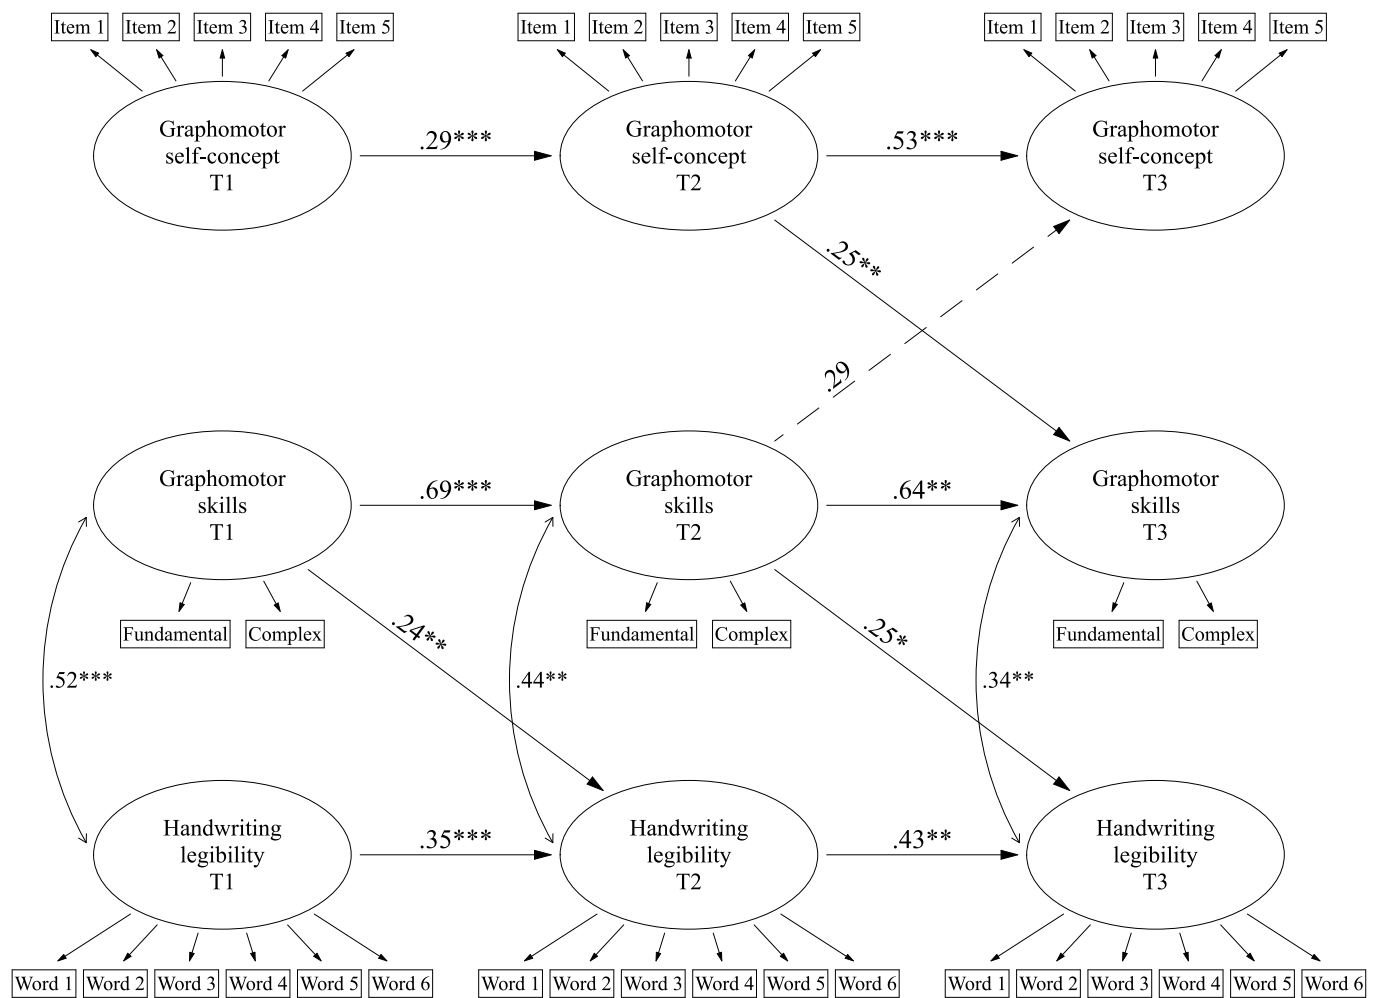 Item 1 Item 2 Item 3 Item 4 Item 5 Item 1 Item 2 Item 3 Item 4 Item 5 Item 1 Item 2 Item 3 Item 4 Item 5
Graphomotor
self-concept
T1
.29***
Graphomotor
self-concept
T2
.53***
Graphomotor
self-concept
T3
.25**
.29
Graphomotor
skills
T1
.69***
Graphomotor
skills
T2
.64**
Graphomotor
skills
T3
Fundamental Complex Fundamental Complex Fundamental Complex
.24**
.25*
.52***
.44**
.34**
Handwriting
legibility
T1
.35***
Handwriting
legibility
T2
.43**
Handwriting
legibility
T3
Word 1 Word 2 Word 3 Word 4 Word 5 Word 6 Word 1 Word 2 Word 3 Word 4 Word 5 Word 6 Word 1 Word 2 Word 3 Word 4 Word 5 Word 6